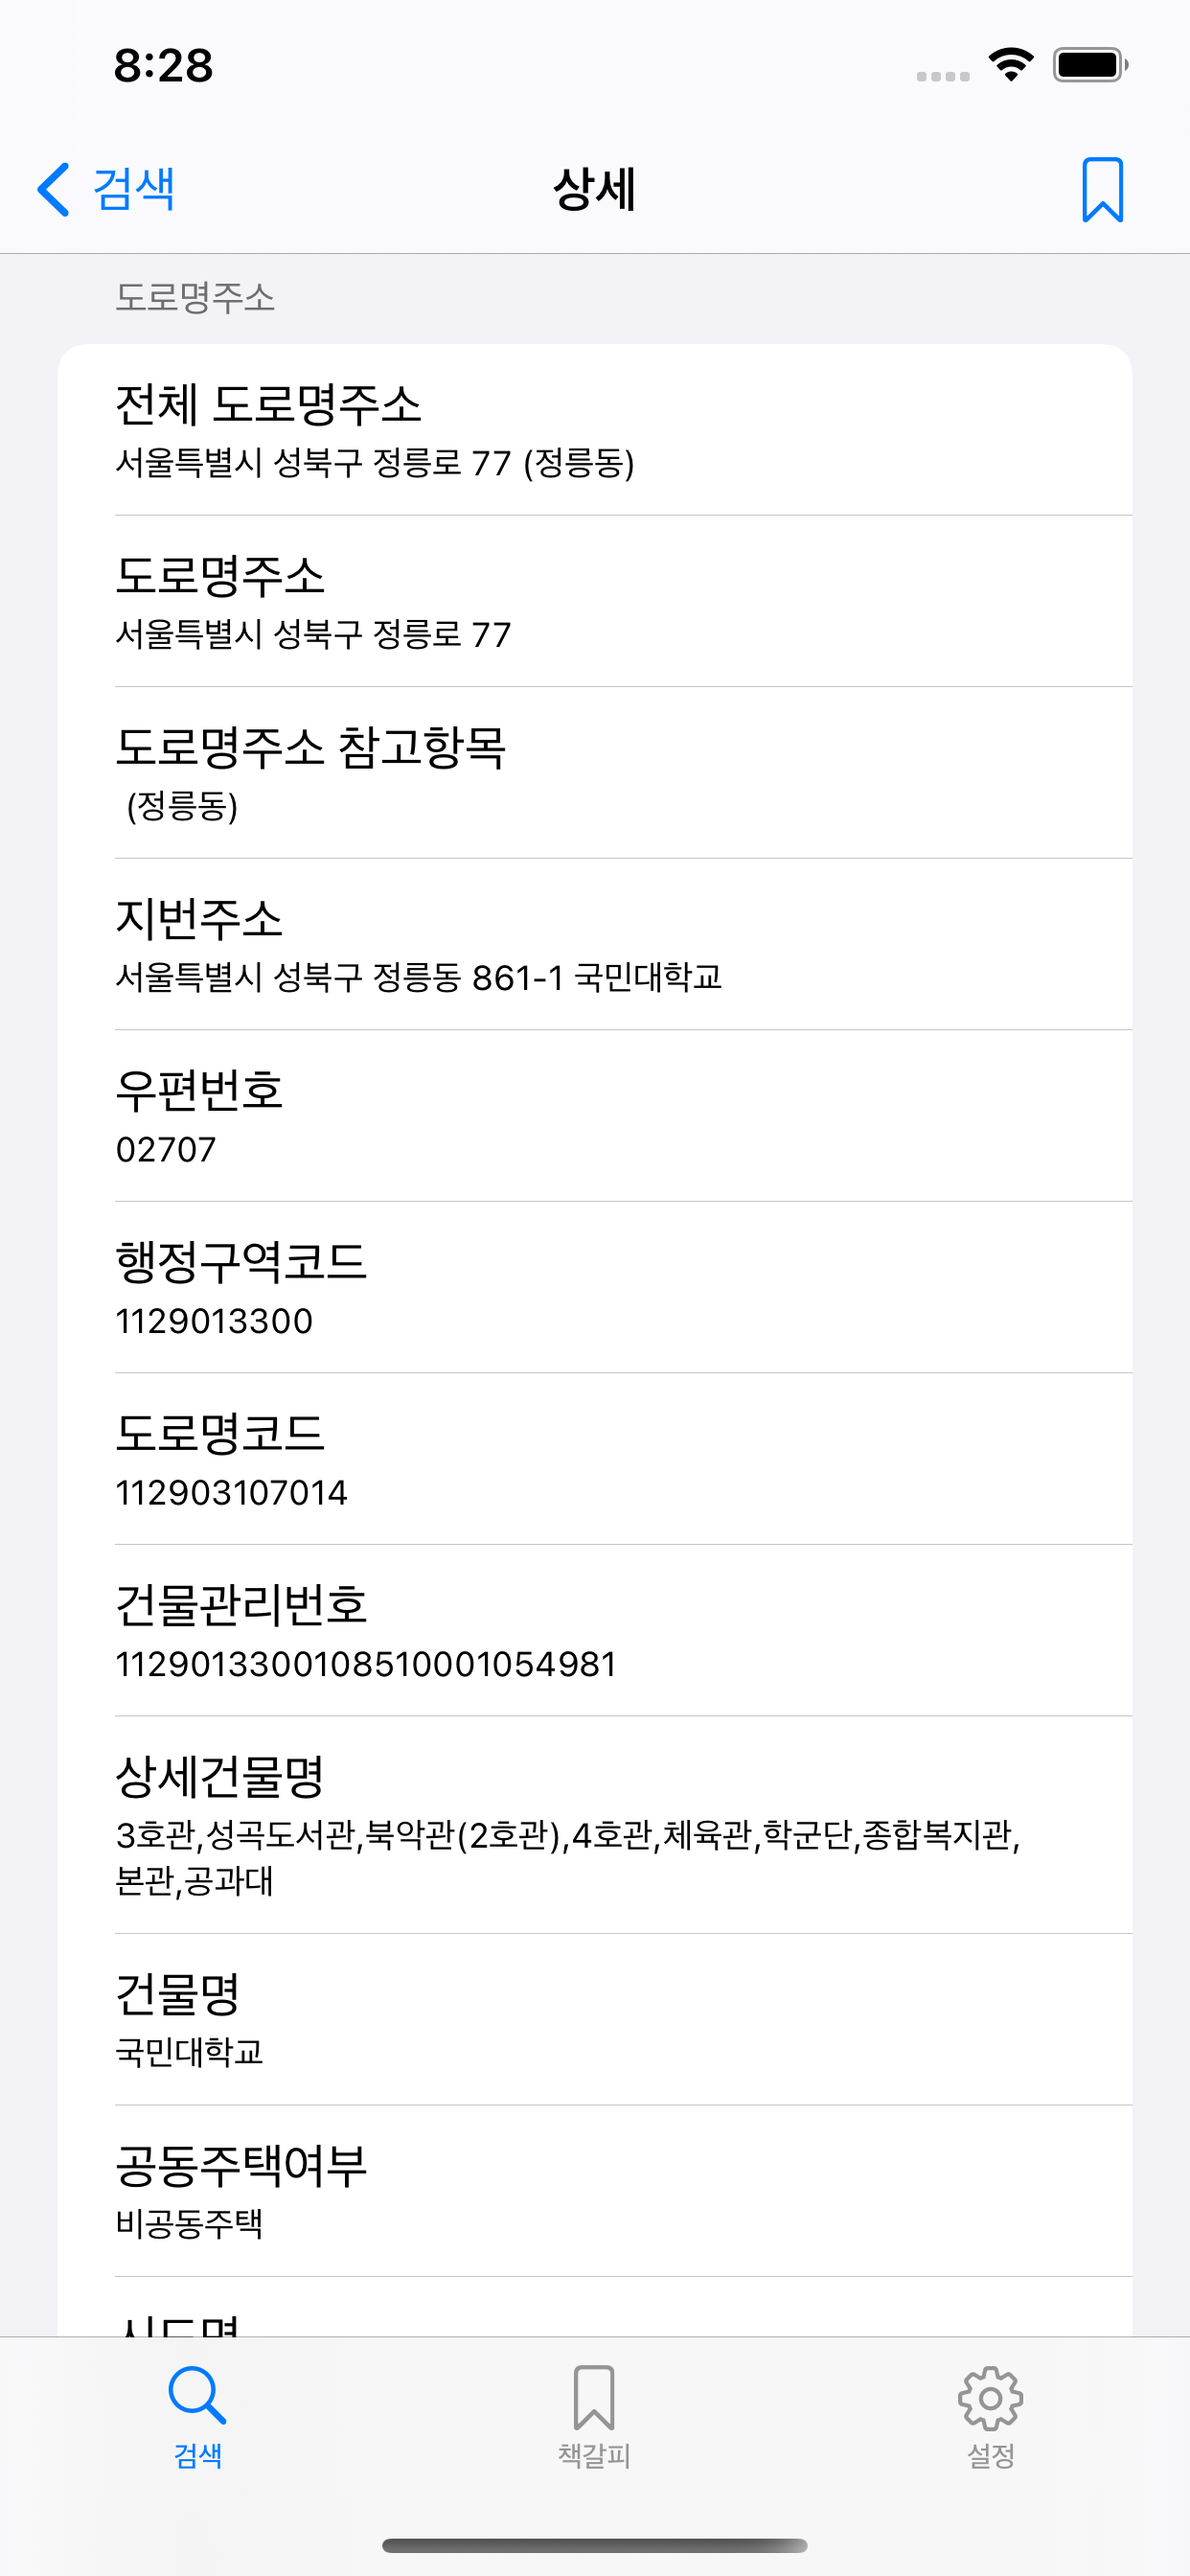 8:28
검색
상세
도로명주소
전체 도로명주소
서울특별시 성북구 정릉로 77 (정릉동)
도로명주소
서울특별시 성북구 정릉로 77
도로명주소 참고항목
(정릉동)
지번주소
서울특별시 성북구 정릉동 861-1 국민대학교
우편번호
02707
행정구역코드
1129013300
도로명코드
112903107014
건물관리번호
1129013300108510001054981
상세건물명
3호관,성곡도서관,북악관(2호관),4호관,체육관,학군단,종합복지관,
본관,공과대
건물명
국민대학교
공동주택여부
비공동주택
시도명
검색
책갈피
설정